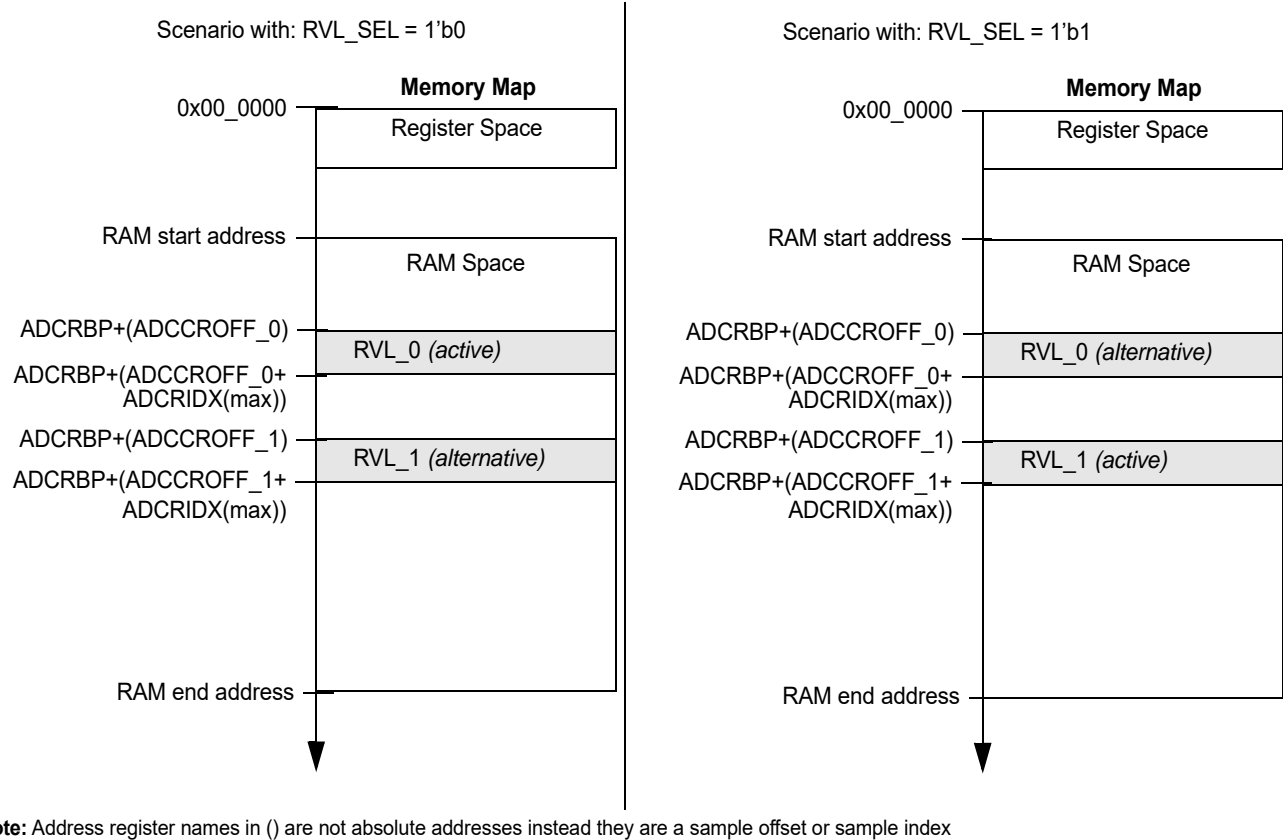 Scenario with: RVL_SEL = 1’b0
Memory Map
0x00_0000
Register Space
RAM start address
RAM Space
ADCRBP+(ADCCROFF_0)
RVL_0 (active)
ADCRBP+(ADCCROFF_0+
ADCRIDX(max))
ADCRBP+(ADCCROFF_1)
RVL_1 (alternative)
ADCRBP+(ADCCROFF_1+
ADCRIDX(max))
RAM end address
Scenario with: RVL_SEL = 1’b1
Memory Map
0x00_0000
Register Space
RAM start address
RAM Space
ADCRBP+(ADCCROFF_0)
RVL_0 (alternative)
ADCRBP+(ADCCROFF_0+
ADCRIDX(max))
ADCRBP+(ADCCROFF_1)
RVL_1 (active)
ADCRBP+(ADCCROFF_1+
ADCRIDX(max))
RAM end address
ote: Address register names in () are not absolute addresses instead they are a sample offset or sample index